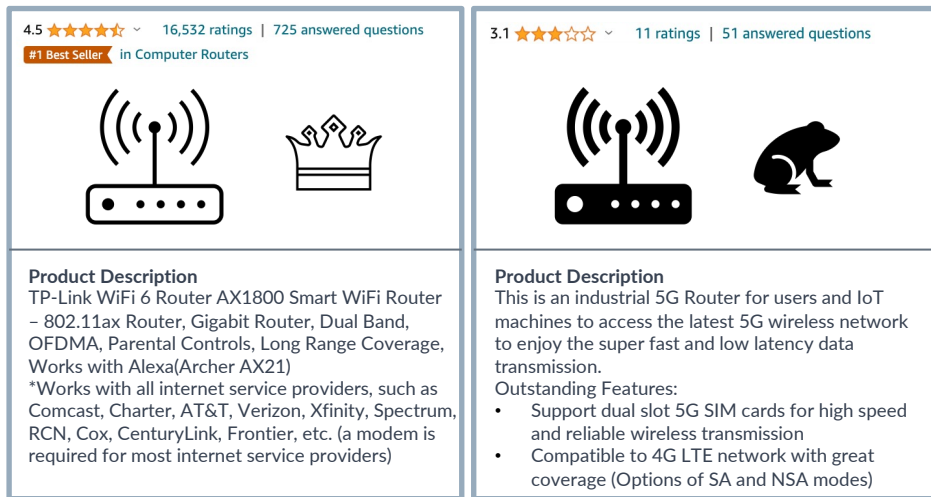 4.5
16,532 ratings | 725 answered questions
#1 Best Seller in Computer Routers
Product Description
TP-Link WiFi 6 Router AX1800 Smart WiFi Router
– 802.11ax Router, Gigabit Router, Dual Band,
OFDMA, Parental Controls, Long Range Coverage,
Works with Alexa(Archer AX21)
*Works with all internet service providers, such as
Comcast, Charter, AT&T, Verizon, Xfinity, Spectrum,
RCN, Cox, CenturyLink, Frontier, etc. (a modem is
required for most internet service providers)
3.1
11 ratings | 51 answered questions
Product Description
This is an industrial 5G Router for users and IoT
machines to access the latest 5G wireless network
to enjoy the super fast and low latency data
transmission.
Outstanding Features:
• Support dual slot 5G SIM cards for high speed
and reliable wireless transmission
• Compatible to 4G LTE network with great
coverage (Options of SA and NSA modes)